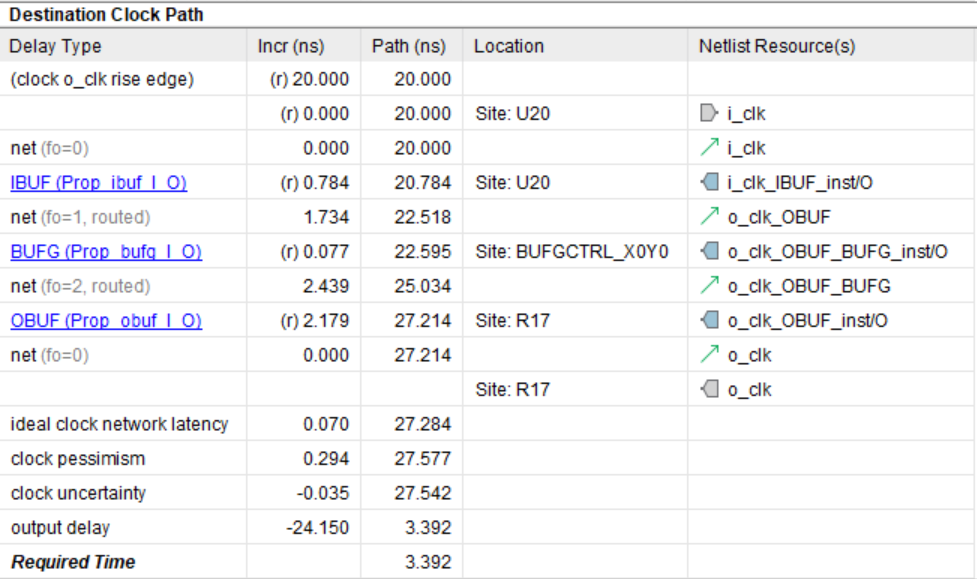 Destination Clock Path
Delay Type Incr (ns) Path (ns) Location Netlist Resource(s)
(clock o_clk rise edge) (r) 20.000 20.000
(r) 0.000 20.000 Site: U20 i_clk
net (fo=0) 0.000 20.000 i_clk
IBUF (Prop_ibuf_I_O) (r) 0.784 20.784 Site: U20 i_clk_IBUF_inst/O
net (fo=1, routed) 1.734 22.518 o_clk_OBUF
BUFG (Prop_bufg_I_O) (r) 0.077 22.595 Site: BUFGCTRL_X0Y0 o_clk_OBUF_BUFG_inst/O
net (fo=2, routed) 2.439 25.034 o_clk_OBUF_BUFG
OBUF (Prop_obuf_I_O) (r) 2.179 27.214 Site: R17 o_clk_OBUF_inst/O
net (fo=0) 0.000 27.214 o_clk
Site: R17 o_clk
ideal clock network latency 0.070 27.284
clock pessimism 0.294 27.577
clock uncertainty -0.035 27.542
output delay -24.150 3.392
Required Time 3.392